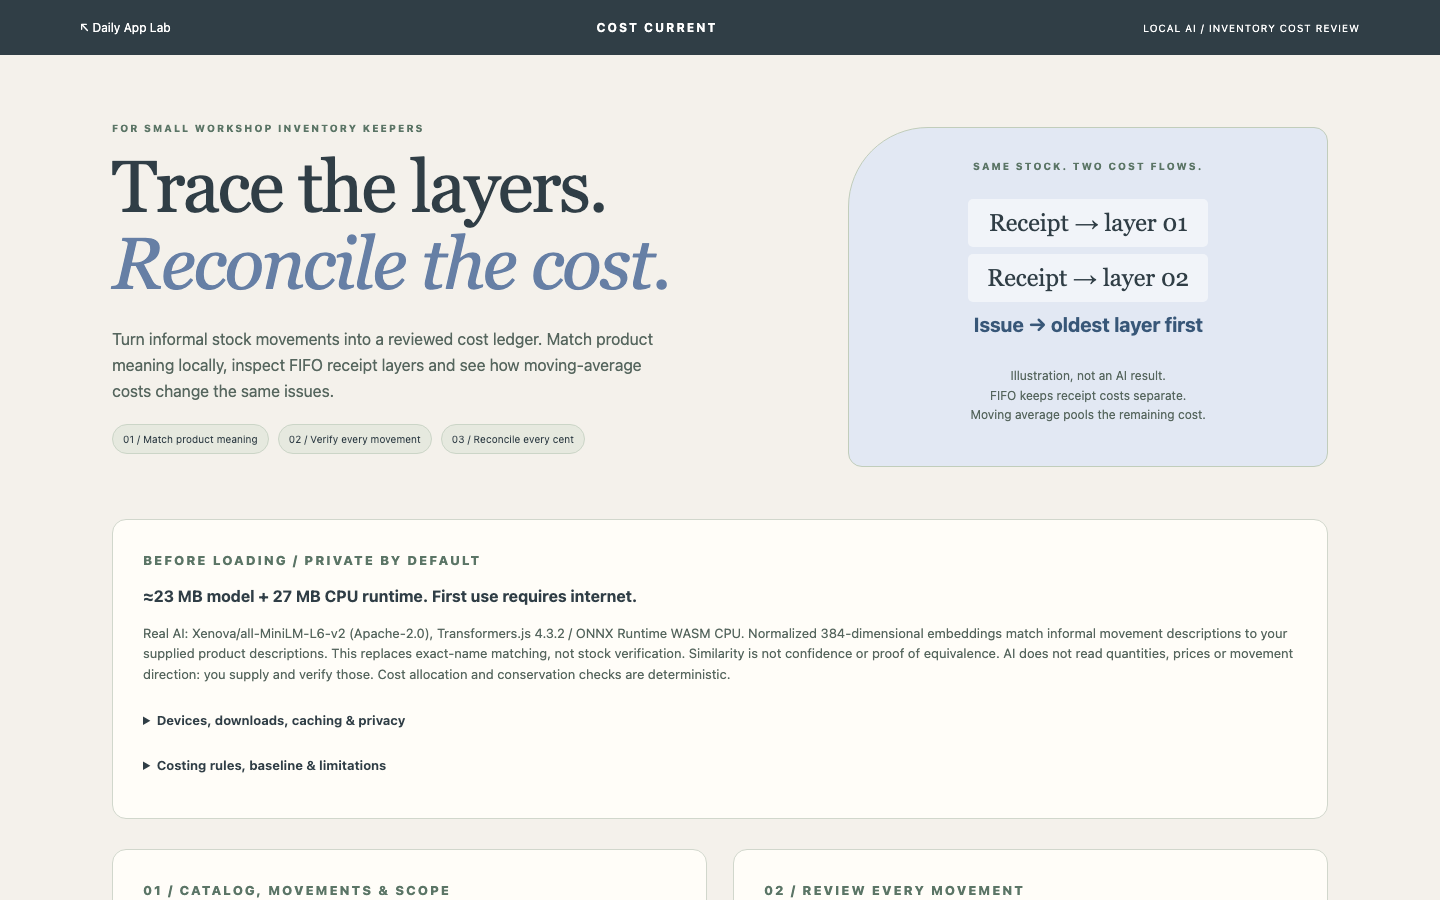 ↖ Daily App Lab
COST CURRENT
LOCAL AI / INVENTORY COST REVIEW
FOR SMALL WORKSHOP INVENTORY KEEPERS
Trace the layers.
Reconcile the cost.
Turn informal stock movements into a reviewed cost ledger. Match product
meaning locally, inspect FIFO receipt layers and see how moving-average
costs change the same issues.
01 / Match product meaning
02 / Verify every movement
03 / Reconcile every cent
SAME STOCK. TWO COST FLOWS.
Receipt → layer 01
Receipt → layer 02
Issue → oldest layer first
Illustration, not an AI result.
FIFO keeps receipt costs separate.
Moving average pools the remaining cost.
BEFORE LOADING / PRIVATE BY DEFAULT
≈23 MB model + 27 MB CPU runtime. First use requires internet.
Real AI: Xenova/all-MiniLM-L6-v2 (Apache-2.0), Transformers.js 4.3.2 / ONNX Runtime WASM CPU. Normalized 384-dimensional embeddings match informal movement descriptions to your
supplied product descriptions. This replaces exact-name matching, not stock verification. Similarity is not confidence or proof of equivalence. AI does not read quantities, prices or movement
direction: you supply and verify those. Cost allocation and conservation checks are deterministic.
▶ Devices, downloads, caching & privacy
▶ Costing rules, baseline & limitations
01 / CATALOG, MOVEMENTS & SCOPE
02 / REVIEW EVERY MOVEMENT